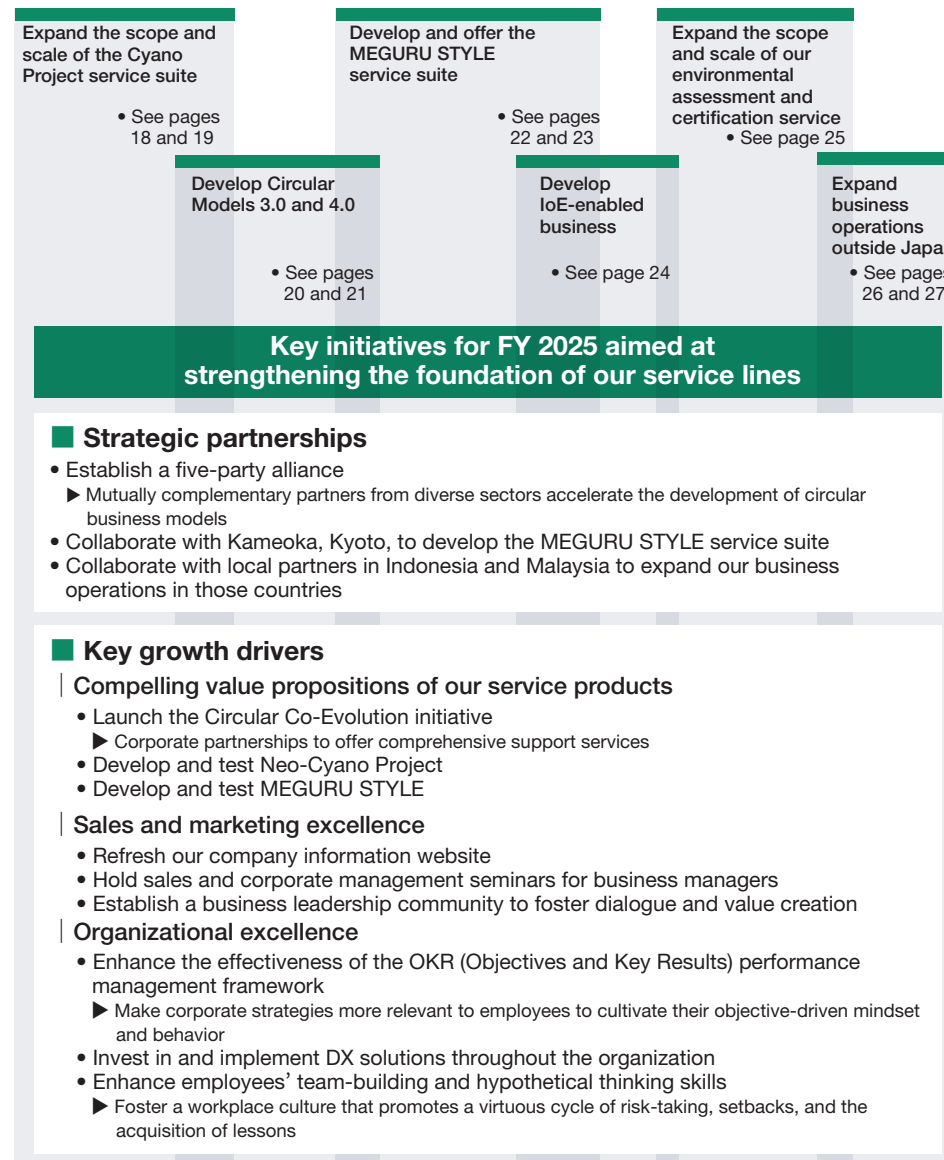 Expand the scope and
scale of the Cyano
Project service suite
• See pages
18 and 19
Develop and offer the
MEGURU STYLE
service suite
• See pages
22 and 23
Expand the scope
and scale of our
environmental
assessment and
certification service
• See page 25
Develop Circular
Models 3.0 and 4.0
• See pages
20 and 21
Develop
IoE-enabled
business
• See page 24
Expand
business
operations
outside Japa
• See pages
26 and 27
Key initiatives for FY 2025 aimed at
strengthening the foundation of our service lines
■ Strategic partnerships
• Establish a five-party alliance
▶ Mutually complementary partners from diverse sectors accelerate the development of circular
business models
• Collaborate with Kameoka, Kyoto, to develop the MEGURU STYLE service suite
• Collaborate with local partners in Indonesia and Malaysia to expand our business
operations in those countries
■ Key growth drivers
Compelling value propositions of our service products
• Launch the Circular Co-Evolution initiative
▶ Corporate partnerships to offer comprehensive support services
• Develop and test Neo-Cyano Project
• Develop and test MEGURU STYLE
Sales and marketing excellence
• Refresh our company information website
• Hold sales and corporate management seminars for business managers
• Establish a business leadership community to foster dialogue and value creation
Organizational excellence
• Enhance the effectiveness of the OKR (Objectives and Key Results) performance
management framework
▶ Make corporate strategies more relevant to employees to cultivate their objective-driven mindset
and behavior
• Invest in and implement DX solutions throughout the organization
• Enhance employees’ team-building and hypothetical thinking skills
▶ Foster a workplace culture that promotes a virtuous cycle of risk-taking, setbacks, and the
acquisition of lessons